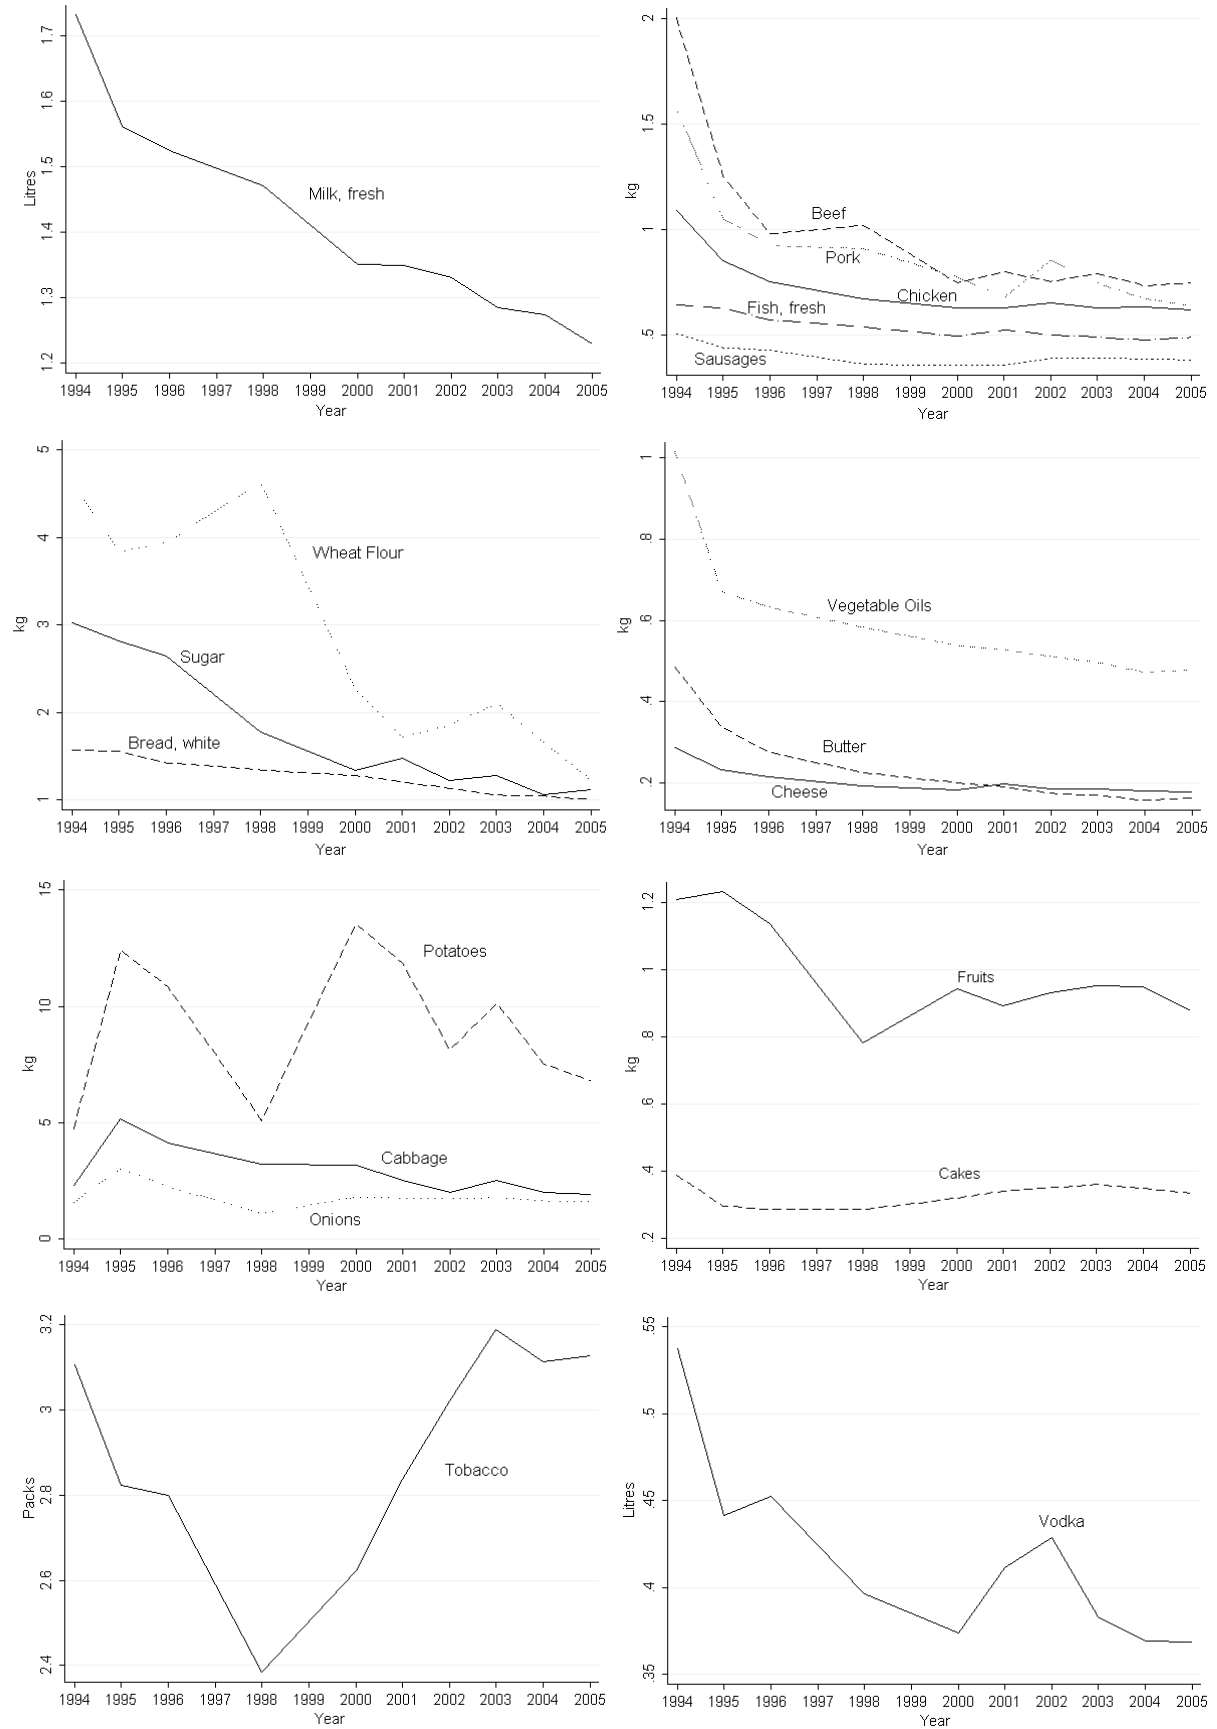 1.7
1.6
1.5
1.4
1.3
1.2
Litres
Milk, fresh
1994 1995 1996 1997 1998 1999 2000 2001 2002 2003 2004 2005
Year
2
1.5
1
.5
kg
Beef
Pork
Chicken
Fish, fresh
Sausages
1994 1995 1996 1997 1998 1999 2000 2001 2002 2003 2004 2005
Year
5
4
3
2
1
kg
Wheat Flour
Sugar
Bread, white
1994 1995 1996 1997 1998 1999 2000 2001 2002 2003 2004 2005
Year
1
.8
.6
.4
.2
kg
Vegetable Oils
Butter
Cheese
1994 1995 1996 1997 1998 1999 2000 2001 2002 2003 2004 2005
Year
15
10
5
0
kg
Potatoes
Cabbage
Onions
1994 1995 1996 1997 1998 1999 2000 2001 2002 2003 2004 2005
Year
1.2
1
.8
.6
.4
.2
kg
Fruits
Cakes
1994 1995 1996 1997 1998 1999 2000 2001 2002 2003 2004 2005
Year
3.2
3
2.8
2.6
2.4
Packs
Tobacco
1994 1995 1996 1997 1998 1999 2000 2001 2002 2003 2004 2005
Year
.55
.5
.45
.4
.35
Litres
Vodka
1994 1995 1996 1997 1998 1999 2000 2001 2002 2003 2004 2005
Year